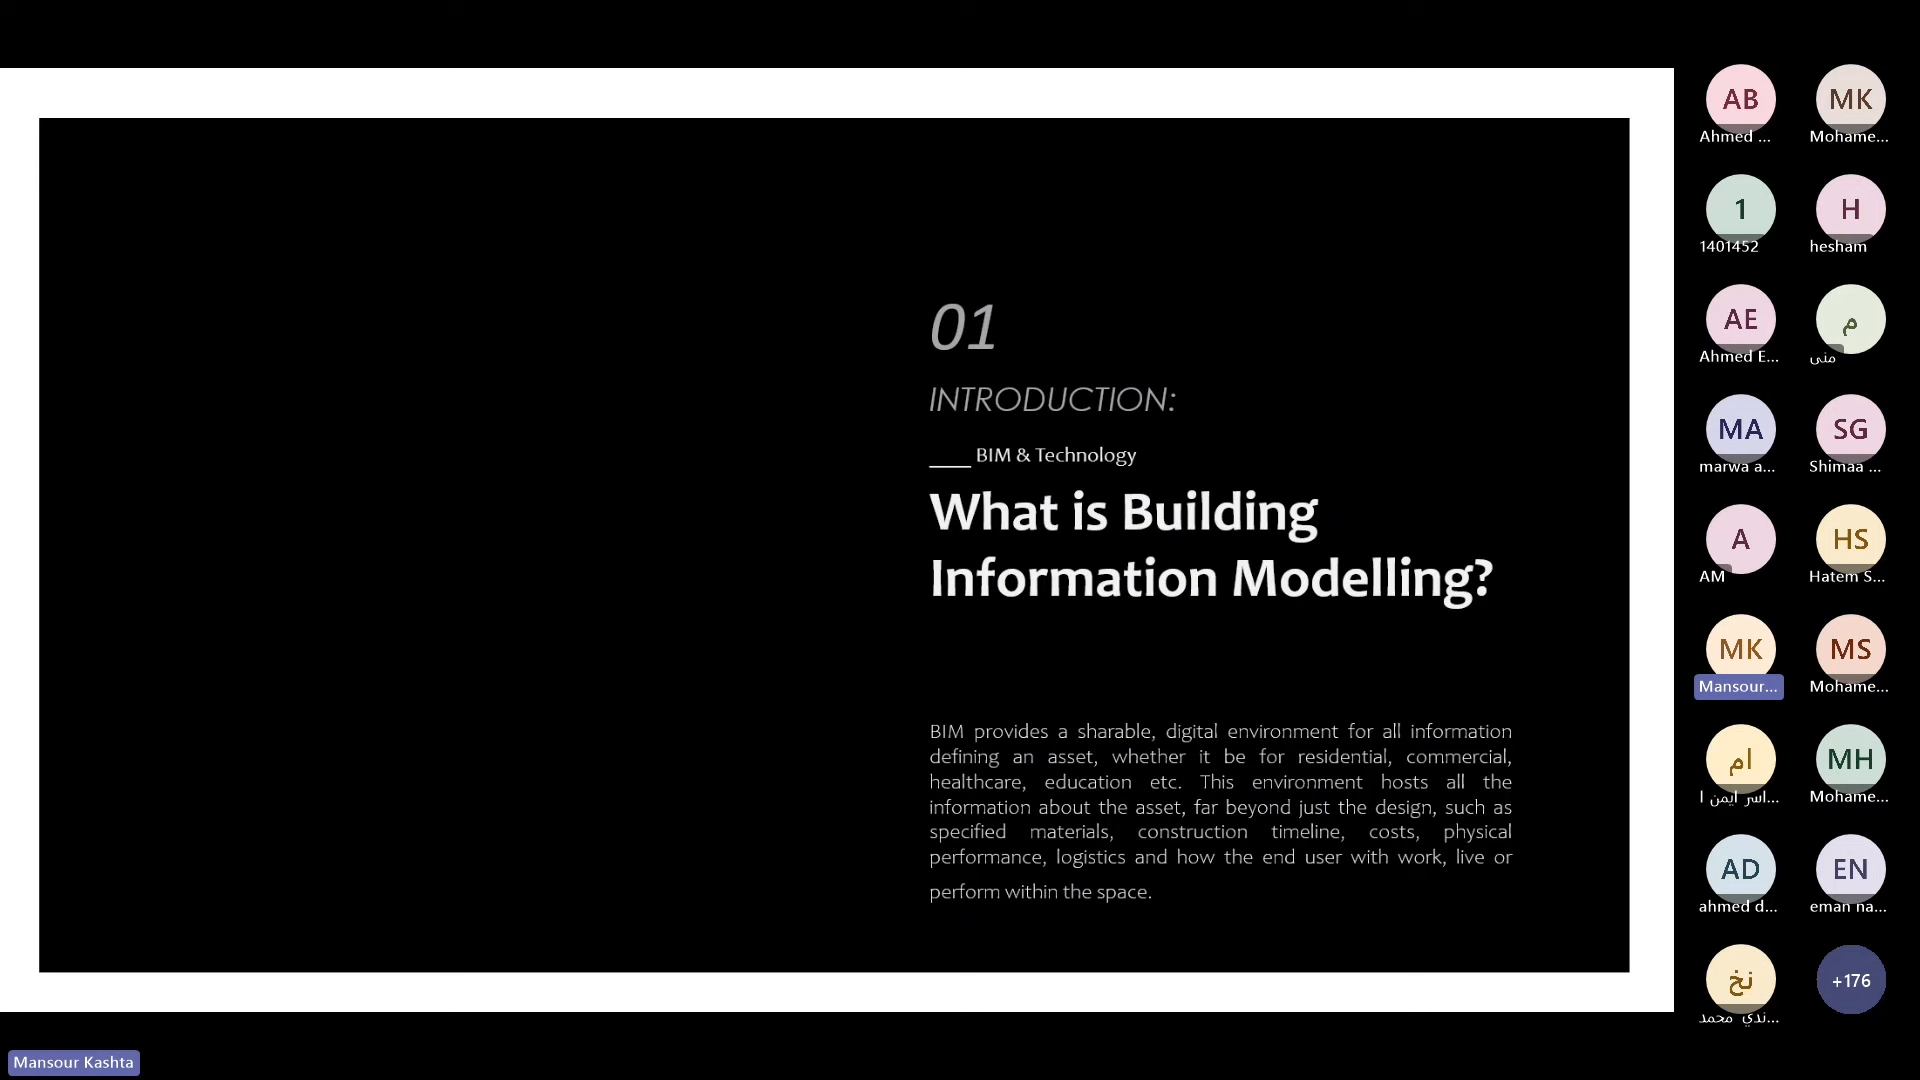 01
INTRODUCTION:
BIM & Technology
What is Building
Information Modelling?
BIM provides a sharable, digital environment for all information
defining an asset, whether it be for residential, commercial,
healthcare, education etc. This environment hosts all the
information about the asset, far beyond just the design, such as
specified materials, construction timeline, costs, physical
performance, logistics and how the end user with work, live or
perform within the space.
AB
Ahmed ...
MK
Mohame...
1
1401452
H
hesham
AE
Ahmed E...
م
منى
MA
marwa a...
SG
Shimaa ...
A
AM
HS
Hatem S...
MK
Mansour...
MS
Mohame...
ام
MH
Mohame...
AD
ahmed d...
EN
eman na...
نخ
+176
Mansour Kashta